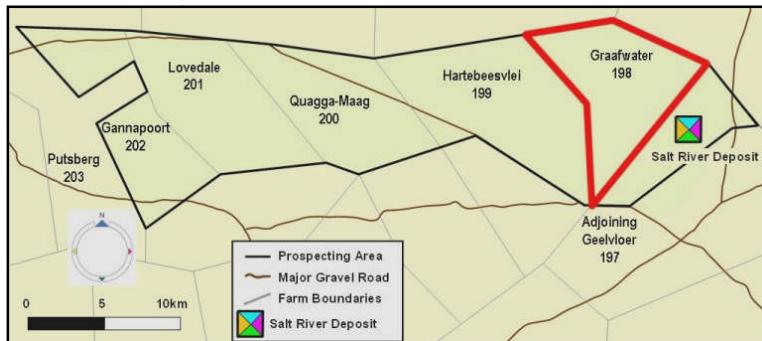 Lovedale
201
Quagga-Maag
200
Hartebeesvlei
199
Graafwater
198
Gannapoort
202
Putsberg
203
Salt River Deposit
Adjoining
Geelvloer
197
N
Prospecting Area
Major Gravel Road
Farm Boundaries
Salt River Deposit
0 5 10km